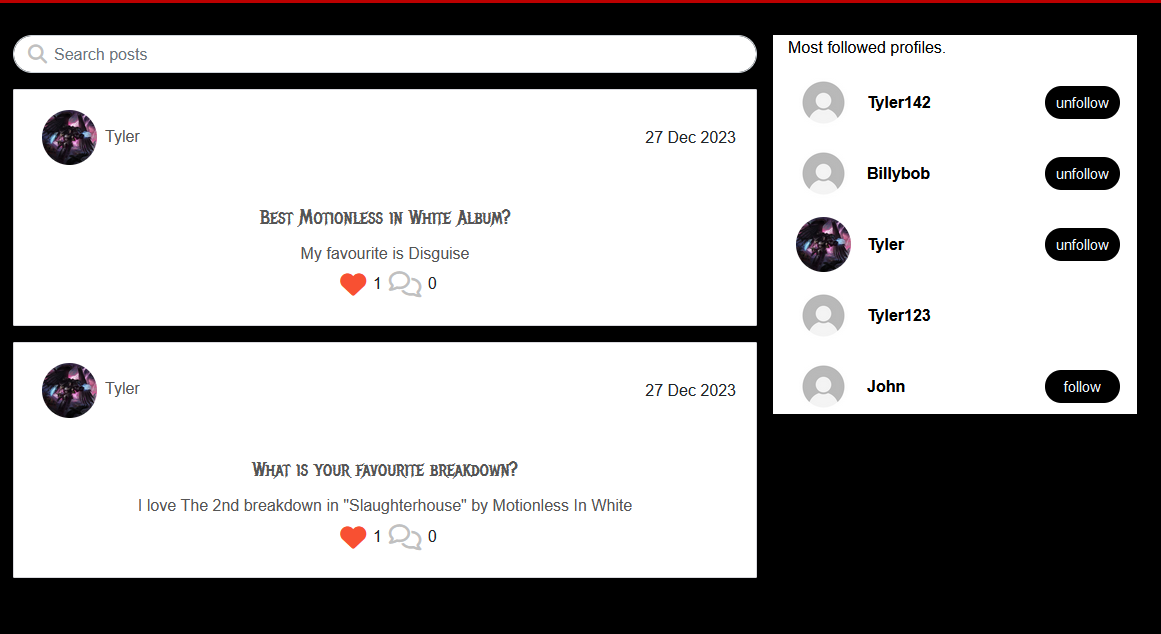 Search posts
Tyler
27 Dec 2023
Best Motionless in White Album?
My favourite is Disguise
1 0
Tyler
27 Dec 2023
What is your favourite breakdown?
I love The 2nd breakdown in "Slaughterhouse" by Motionless In White
1 0
Most followed profiles.
Tyler142 unfollow
Billybob unfollow
Tyler unfollow
Tyler123
John follow